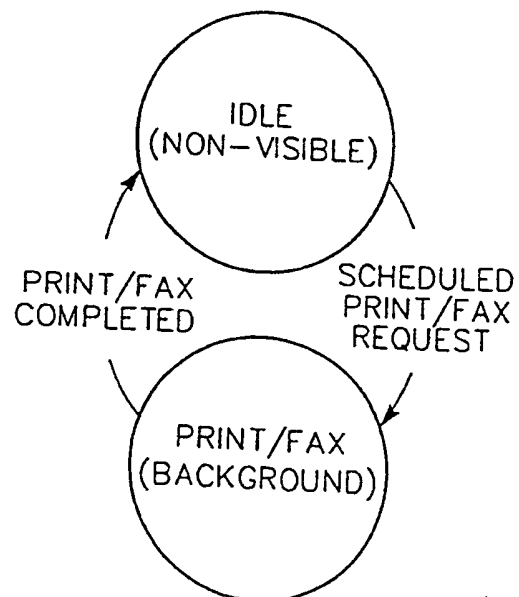 IDLE
(NON-VISIBLE)
PRINT/FAX
COMPLETED
SCHEDULED
PRINT/FAX
REQUEST
PRINT/FAX
(BACKGROUND)